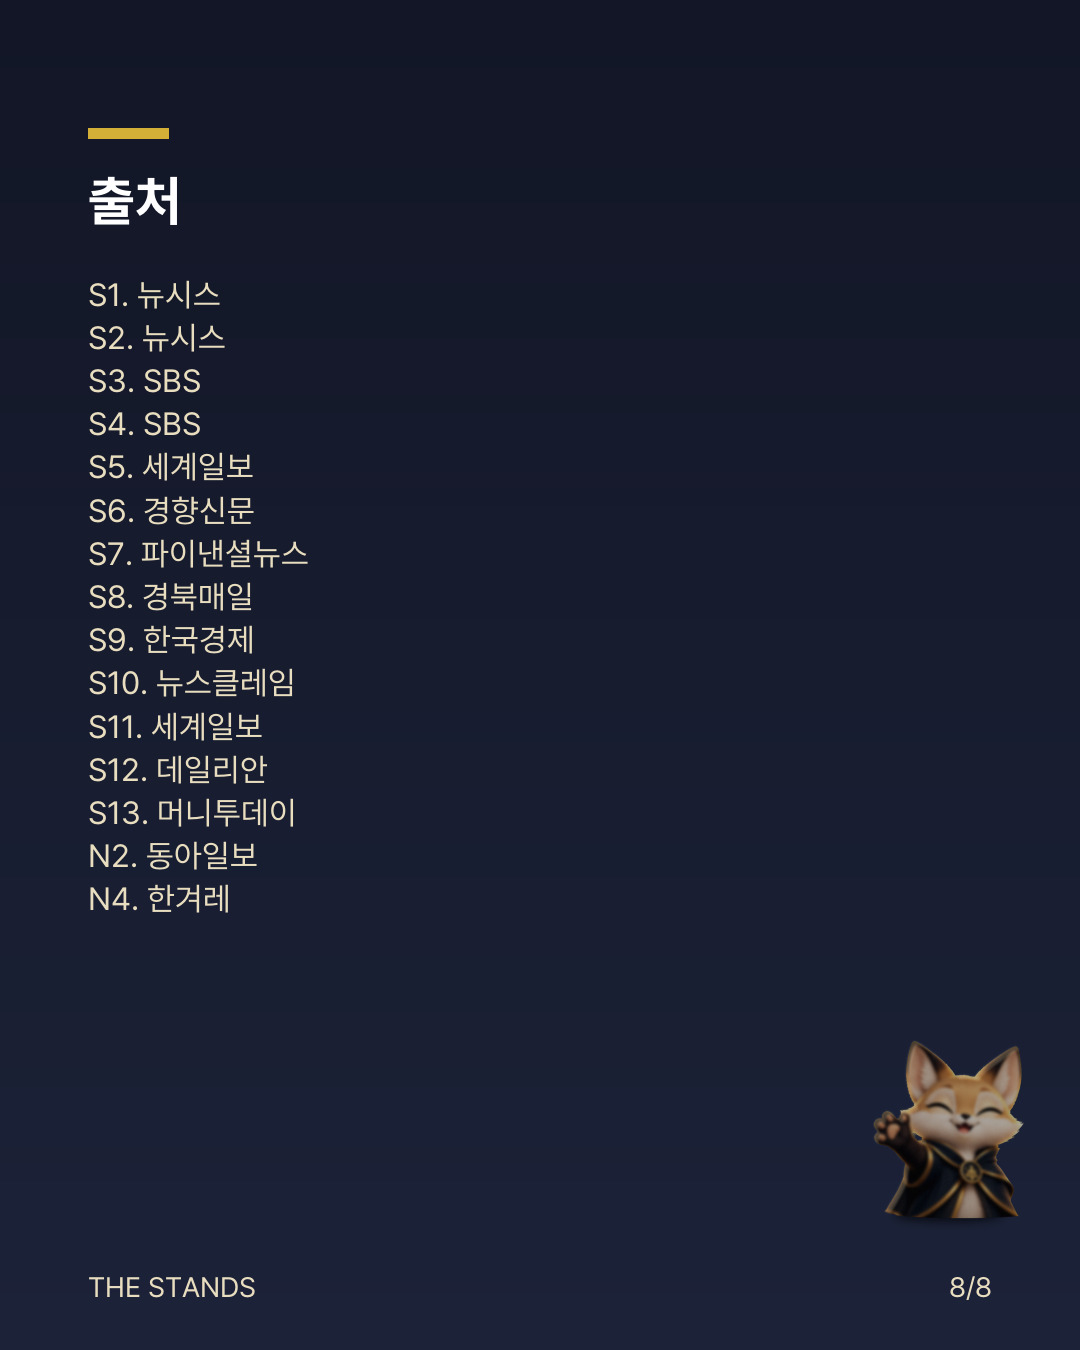 출처
S1. 뉴시스
S2. 뉴시스
S3. SBS
S4. SBS
S5. 세계일보
S6. 경향신문
S7. 파이낸셜뉴스
S8. 경북매일
S9. 한국경제
S10. 뉴스클레임
S11. 세계일보
S12. 데일리안
S13. 머니투데이
N2. 동아일보
N4. 한겨레
THE STANDS
8/8